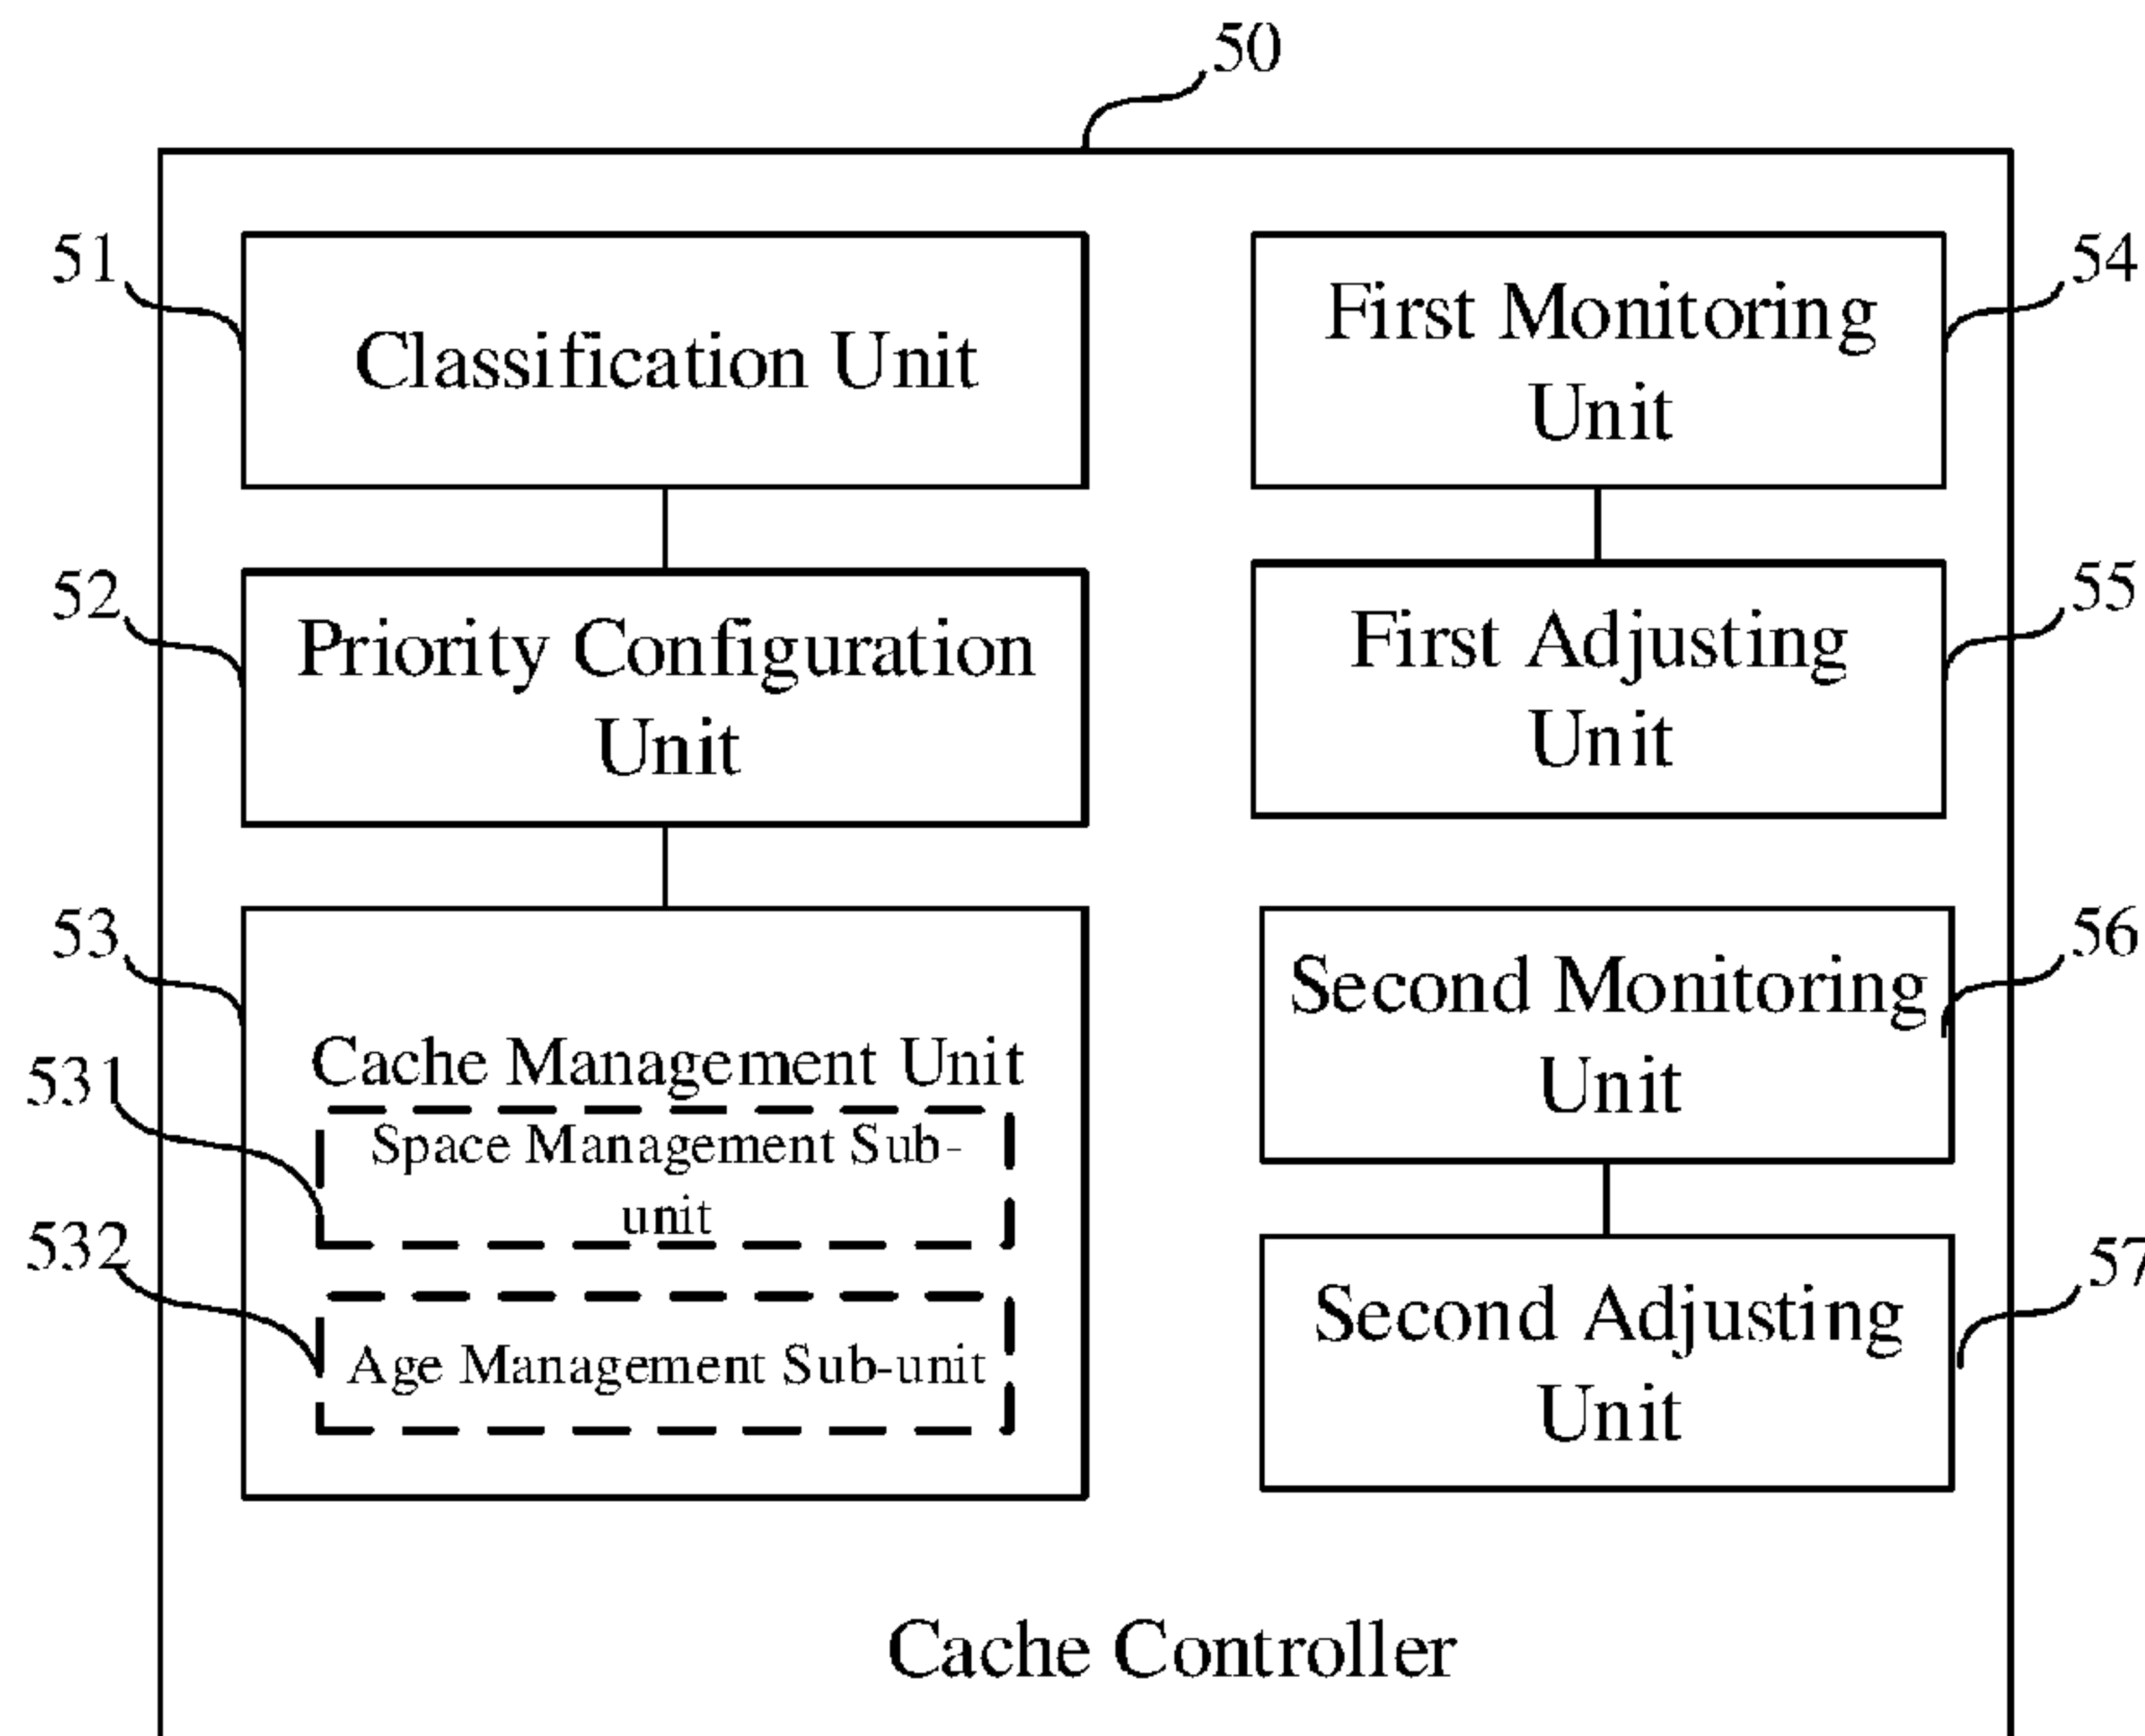 50
51
Classification Unit
52
Priority Configuration
Unit
53
Cache Management Unit
531
Space Management Sub-
unit
532
Age Management Sub-unit
54
First Monitoring
Unit
55
First Adjusting
Unit
56
Second Monitoring
Unit
57
Second Adjusting
Unit
Cache Controller